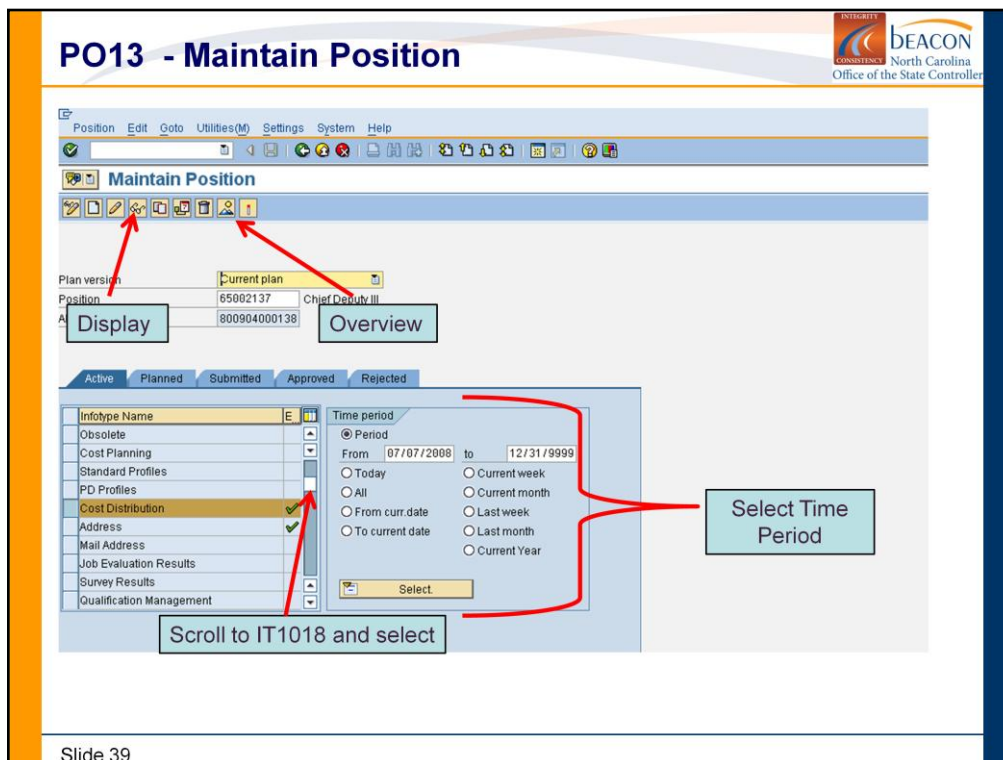 PO13 - Maintain Position
INTEGRITY
CONSISTENCY
bEACON
North Carolina
Office of the State Controller
Position Edit Goto Utilities(M) Settings System Help
Maintain Position
Plan version Current plan
Position 65002137 Chief Deputy III
800904000138
Display
Overview
Active Planned Submitted Approved Rejected
Infotype Name E
Obsolete
Cost Planning
Standard Profiles
PD Profiles
Cost Distribution
Address
Mail Address
Job Evaluation Results
Survey Results
Qualification Management
Time period
Period
From 07/07/2008 to 12/31/9999
Today Current week
All Current month
From curr.date Last week
To current date Last month
Current Year
Select.
Select Time
Period
Scroll to IT1018 and select
Slide 39